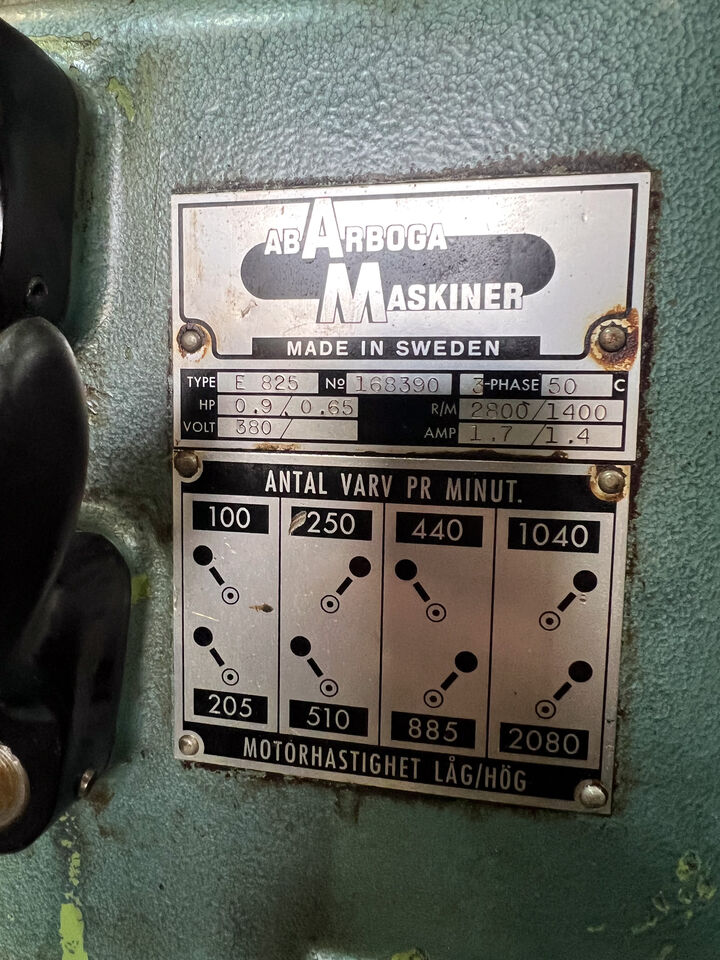 AB ARBOGA
MASKINER
MADE IN SWEDEN
TYPE E 825 No 168390 3-PHASE 50 C
HP 0.9/0.65 R/M 2800/1400
VOLT 380/ AMP 1.7/1.4
ANTAL VARV PR MINUT.
100 250 440 1040
205 510 885 2080
MOTORHASTIGHET LÅG/HÖG